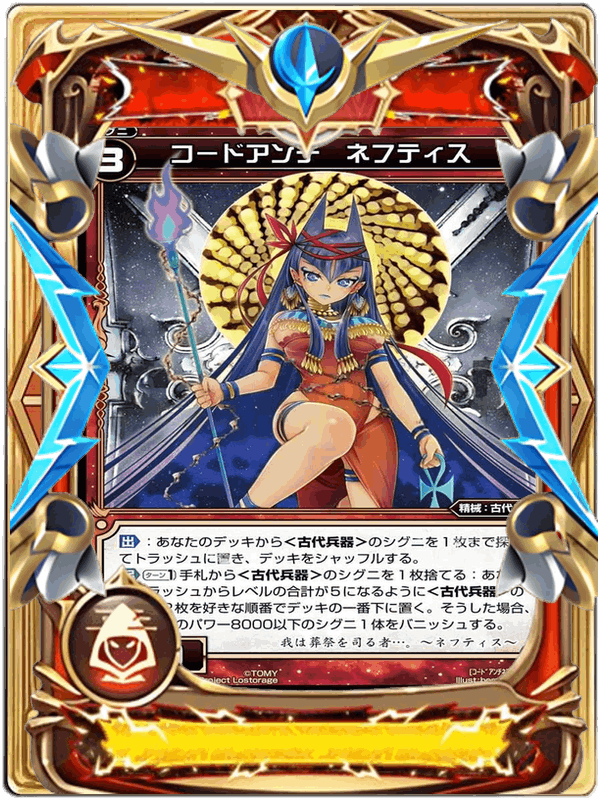 3
コードアンチ ネフティス
精械：古代
出：あなたのデッキから＜古代兵器＞のシグニを１枚まで探
てトラッシュに置き、デッキをシャッフルする。
ターン1 手札から＜古代兵器＞のシグニを１枚捨てる：あ
ラッシュからレベルの合計が５になるように＜古代兵器＞の
２枚を好きな順番でデッキの一番下に置く。そうした場合、
のパワー8000以下のシグニ１体をバニッシュする。
我は葬祭を司る者…。～ネフティス～
©TOMY
roject Lostorage
Illust: